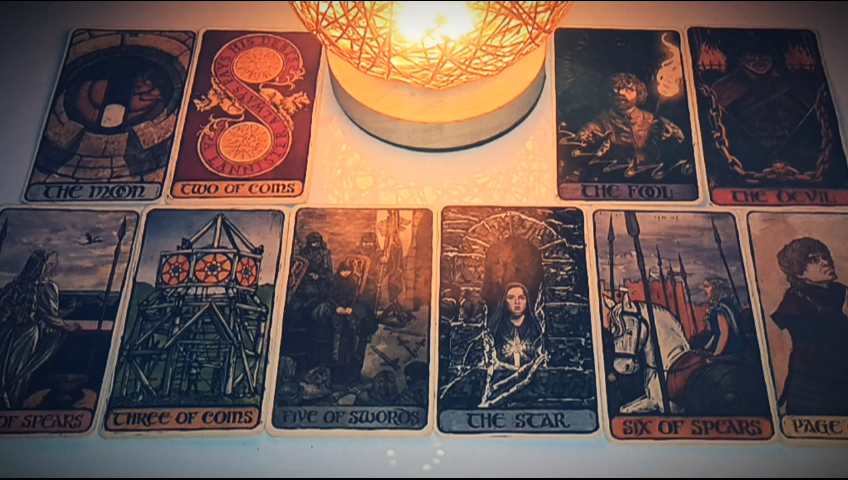 THE MOON
TWO OF COINS
THE FOOL
THE DEVIL
OF SPEARS
THREE OF COINS
FIVE OF SWORDS
THE STAR
SIX OF SPEARS
PAGE